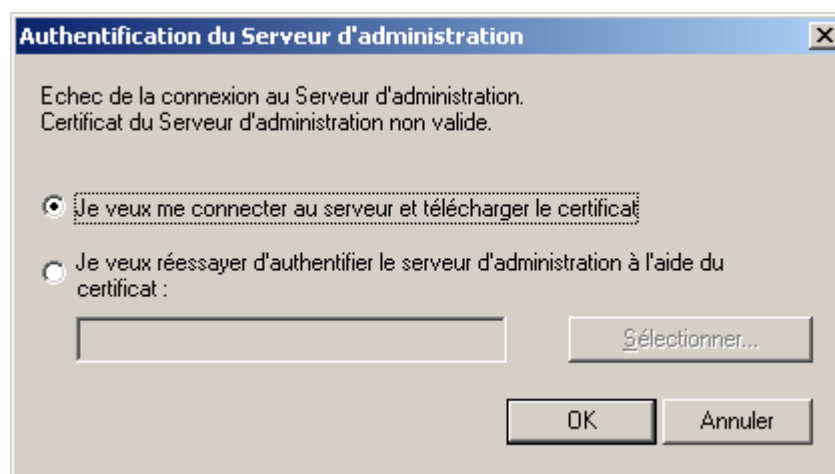 Authentification du Serveur d'administration
Echec de la connexion au Serveur d'administration.
Certificat du Serveur d'administration non valide.
Je veux me connecter au serveur et télécharger le certificat
Je veux réessayer d'authentifier le serveur d'administration à l'aide du
certificat :
Sélectionner...
OK
Annuler